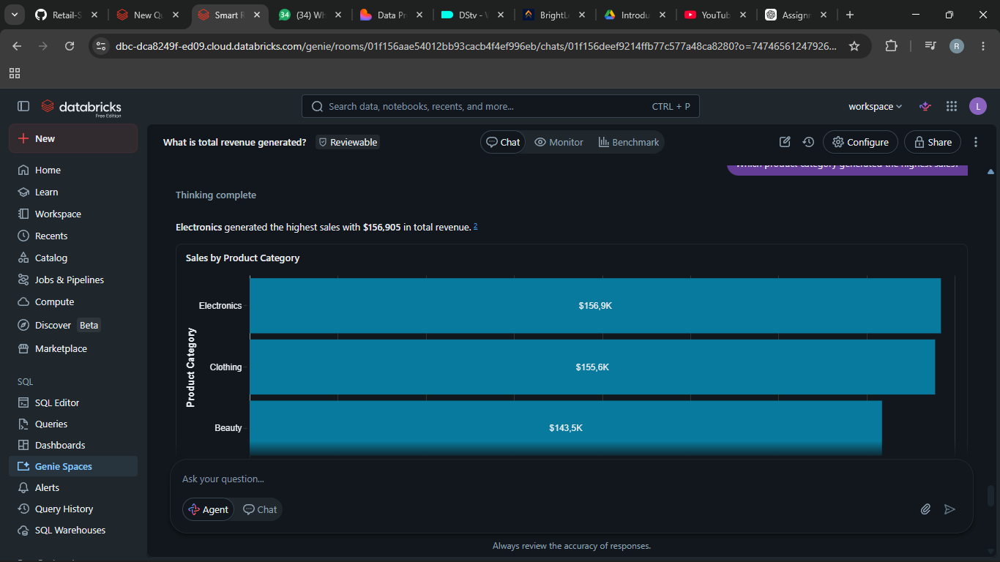 Retail-S
New Qu
Smart R
34
(34) Wh
Data Pr
DStv - W
BrightLe
Introdu
YouTub
Assignm
dbc-dca8249f-ed09.cloud.databricks.com/genie/rooms/01f156aae54012bb93cacb4f4ef996eb/chats/01f156deef9214ffb77c577a48ca8280?o=74746561247926...
R
databricks
Free Edition
Search data, notebooks, recents, and more...
CTRL + P
workspace
L
New
Home
Learn
Workspace
Recents
Catalog
Jobs & Pipelines
Compute
Discover Beta
Marketplace
SQL
SQL Editor
Queries
Dashboards
Genie Spaces
Alerts
Query History
SQL Warehouses
What is total revenue generated?
Reviewable
Chat
Monitor
Benchmark
Configure
Share
Which product category generated the highest sales?
Thinking complete
Electronics generated the highest sales with $156,905 in total revenue. 2
Sales by Product Category
Product Category
Electronics
$156,9K
Clothing
$155,6K
Beauty
$143,5K
Ask your question...
Agent
Chat
Always review the accuracy of responses.